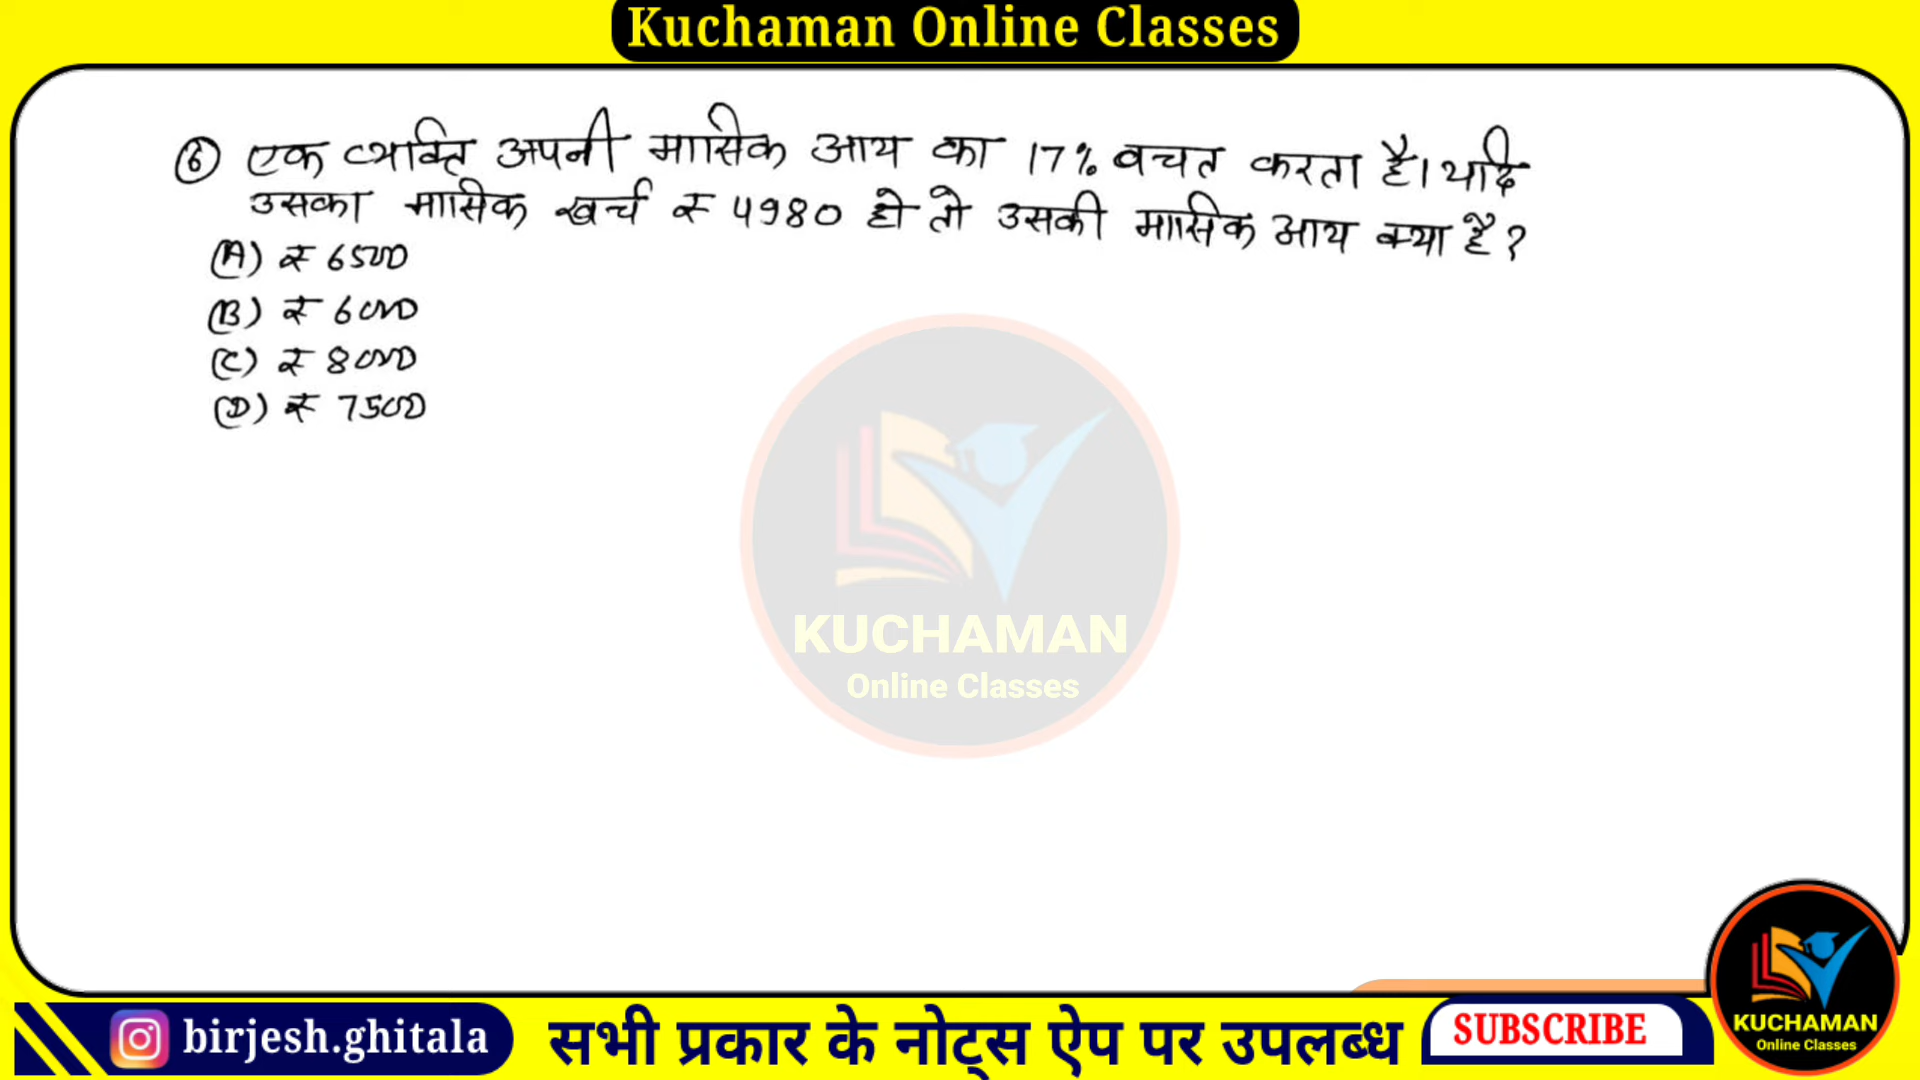 Kuchaman Online Classes
⑥ एक व्यक्ति अपनी मासिक आय का 17% बचत करता है। यदि
उसका मासिक खर्च ₹ 4980 हो तो उसकी मासिक आय क्या है?
(A) ₹ 6500
(B) ₹ 6000
(C) ₹ 8000
(D) ₹ 7500
KUCHAMAN
Online Classes
birjesh.ghitala
सभी प्रकार के नोट्स ऐप पर उपलब्ध
SUBSCRIBE
KUCHAMAN
Online Classes